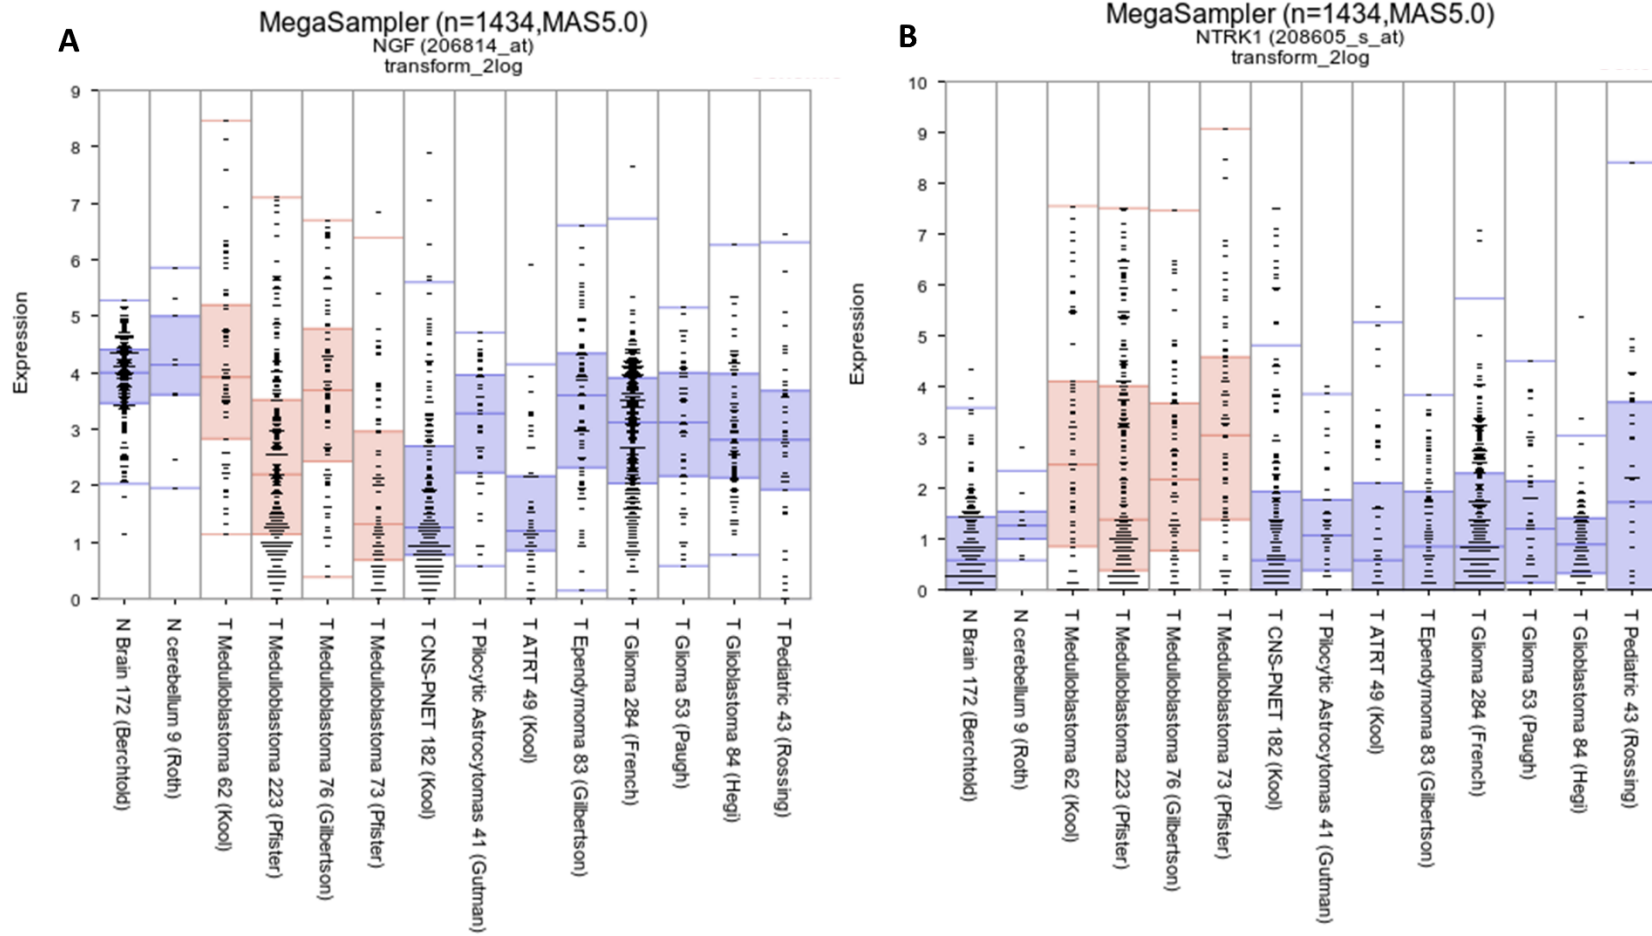 A
MegaSampler (n=1434,MAS5.0)
NGF (206814_at)
transform_2log
Expression
9
8
7
6
5
4
3
2
1
0
N Brain 172 (Berchtold)
N cerebellum 9 (Roth)
T Medulloblastoma 62 (Kool)
T Medulloblastoma 223 (Pfister)
T Medulloblastoma 76 (Gilbertson)
T Medulloblastoma 73 (Pfister)
T CNS-PNET 182 (Kool)
T Pilocytic Astrocytomas 41 (Gutman)
T ATRT 49 (Kool)
T Ependymoma 83 (Gilbertson)
T Glioma 284 (French)
T Glioma 53 (Paugh)
T Glioblastoma 84 (Hegi)
T Pediatric 43 (Rossing)
B
MegaSampler (n=1434,MAS5.0)
NTRK1 (208605_s_at)
transform_2log
Expression
10
9
8
7
6
5
4
3
2
1
0
N Brain 172 (Berchtold)
N cerebellum 9 (Roth)
T Medulloblastoma 62 (Kool)
T Medulloblastoma 223 (Pfister)
T Medulloblastoma 76 (Gilbertson)
T Medulloblastoma 73 (Pfister)
T CNS-PNET 182 (Kool)
T Pilocytic Astrocytomas 41 (Gutman)
T ATRT 49 (Kool)
T Ependymoma 83 (Gilbertson)
T Glioma 284 (French)
T Glioma 53 (Paugh)
T Glioblastoma 84 (Hegi)
T Pediatric 43 (Rossing)